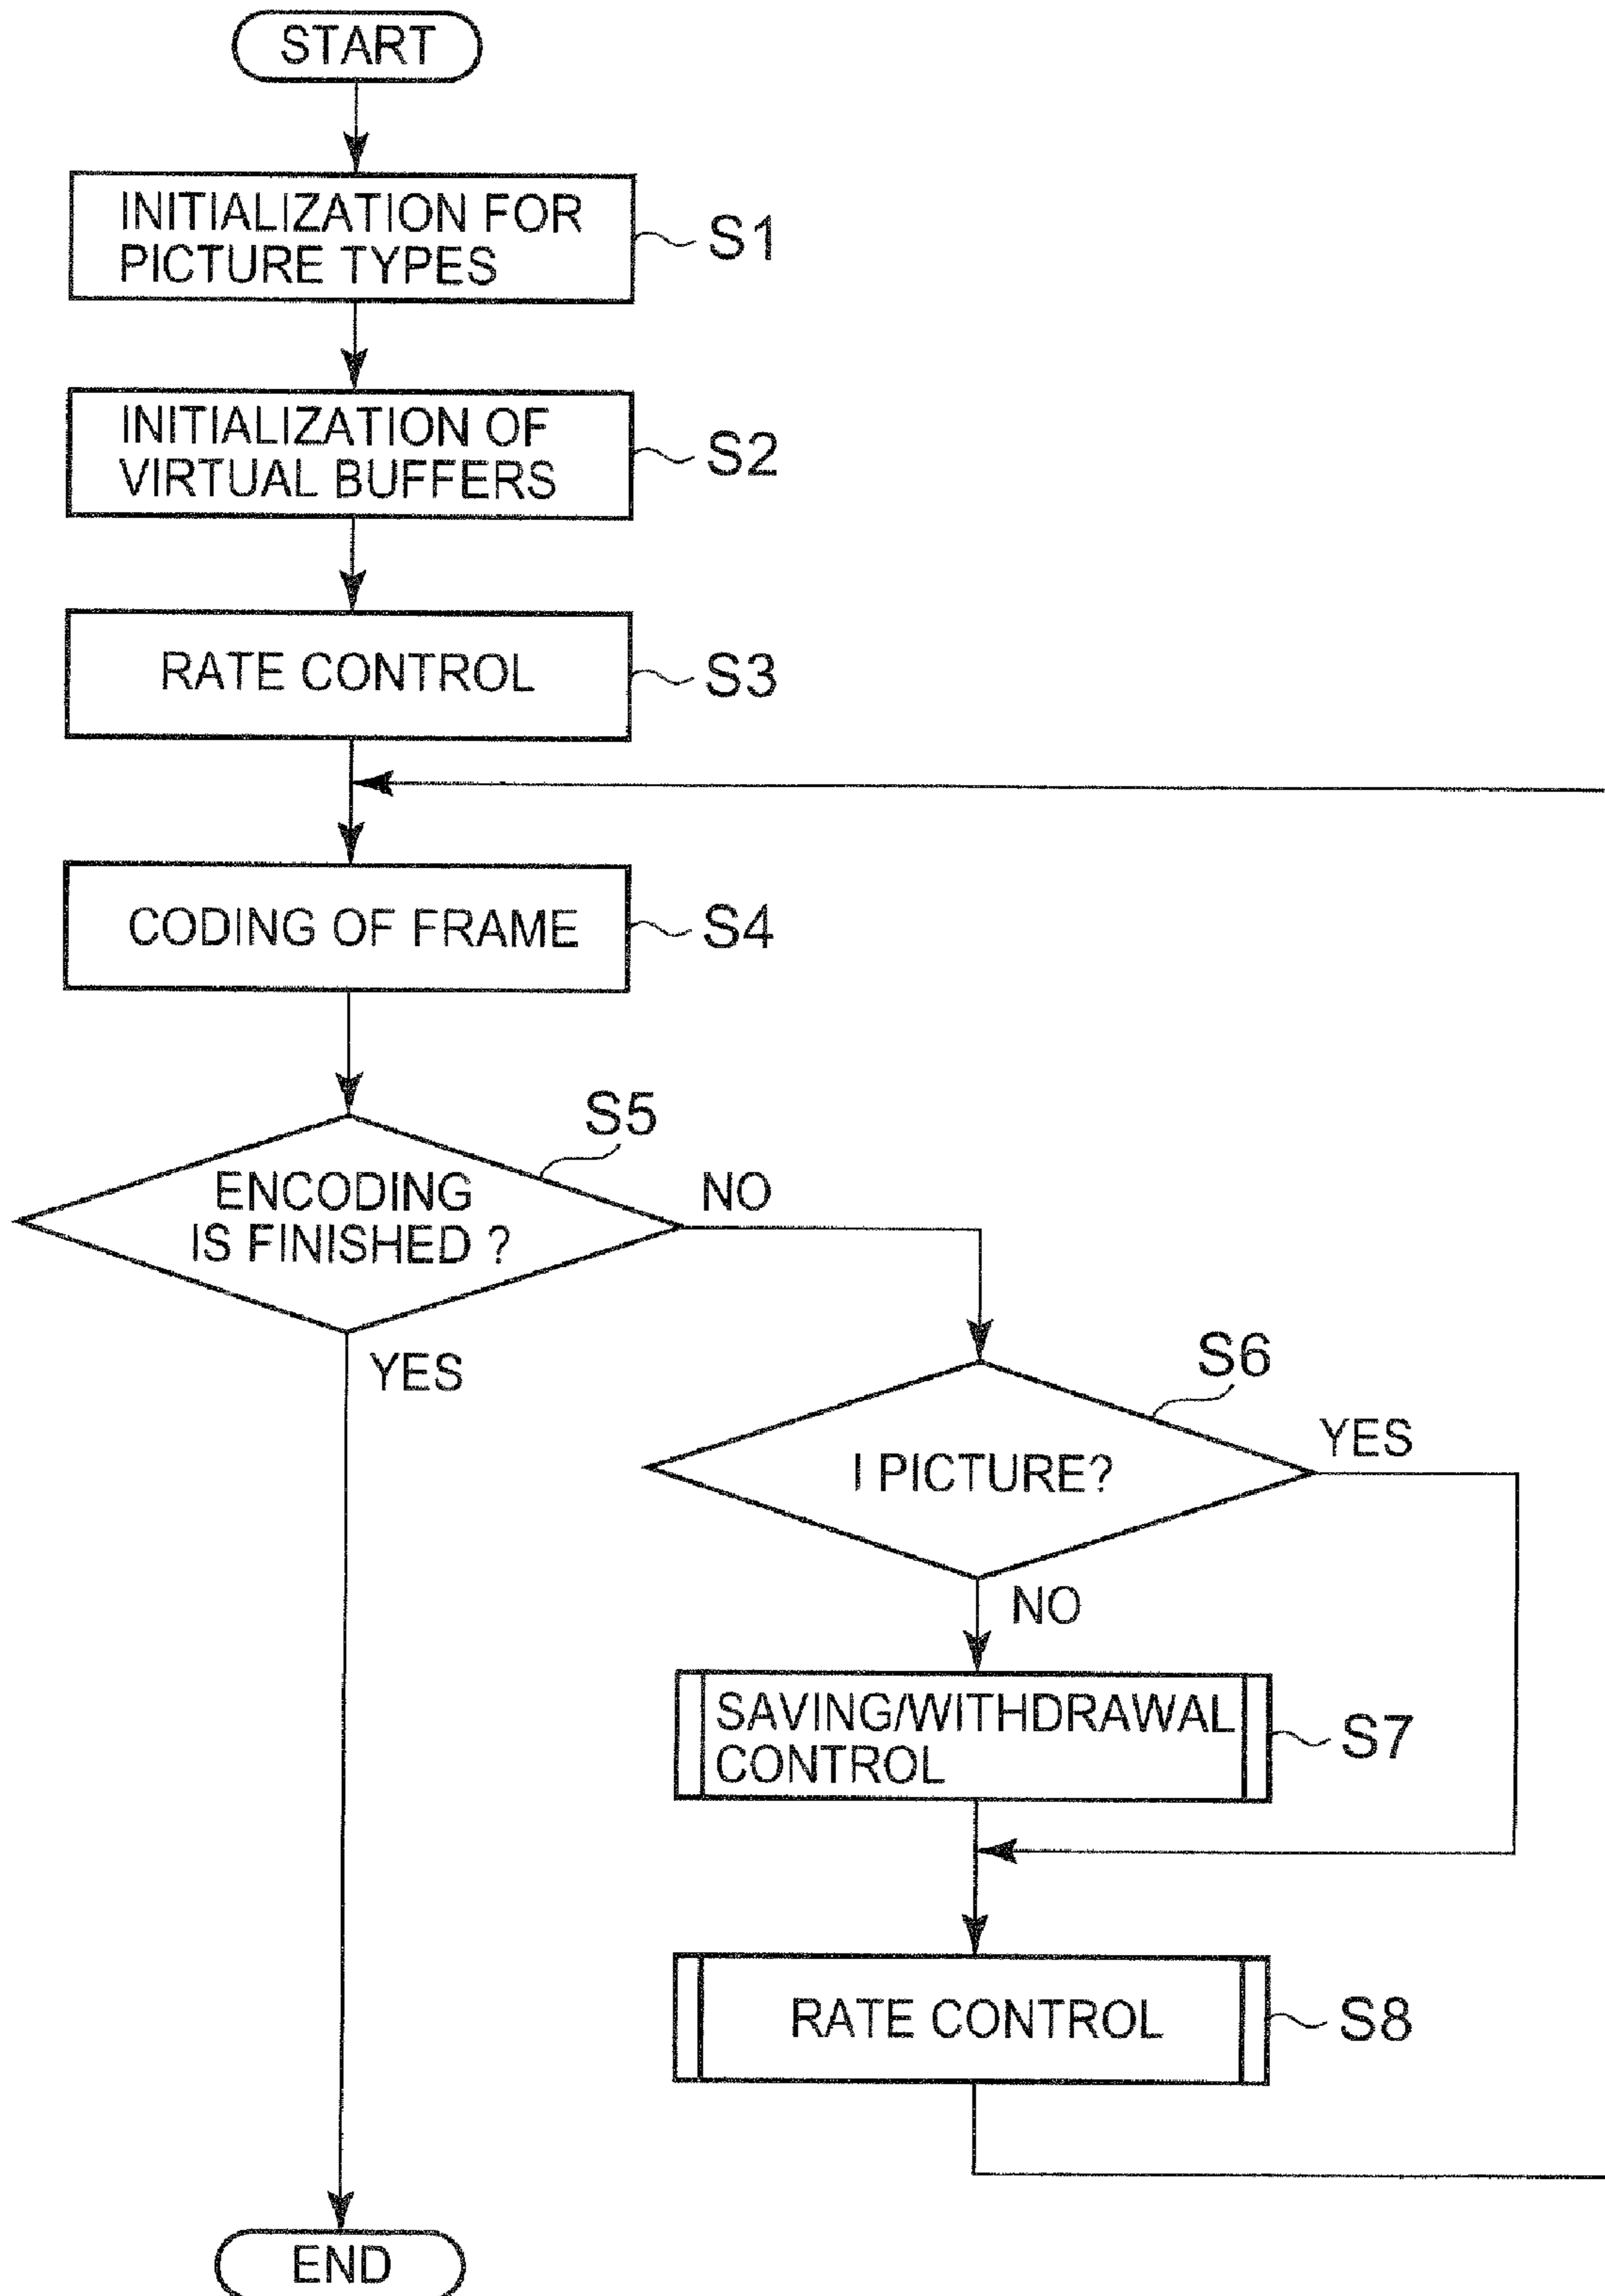 START
INITIALIZATION FOR
PICTURE TYPES
S1
INITIALIZATION OF
VIRTUAL BUFFERS
S2
RATE CONTROL
S3
CODING OF FRAME
S4
S5
ENCODING
IS FINISHED ?
NO
YES
S6
I PICTURE?
YES
NO
SAVING/WITHDRAWAL
CONTROL
S7
RATE CONTROL
S8
END